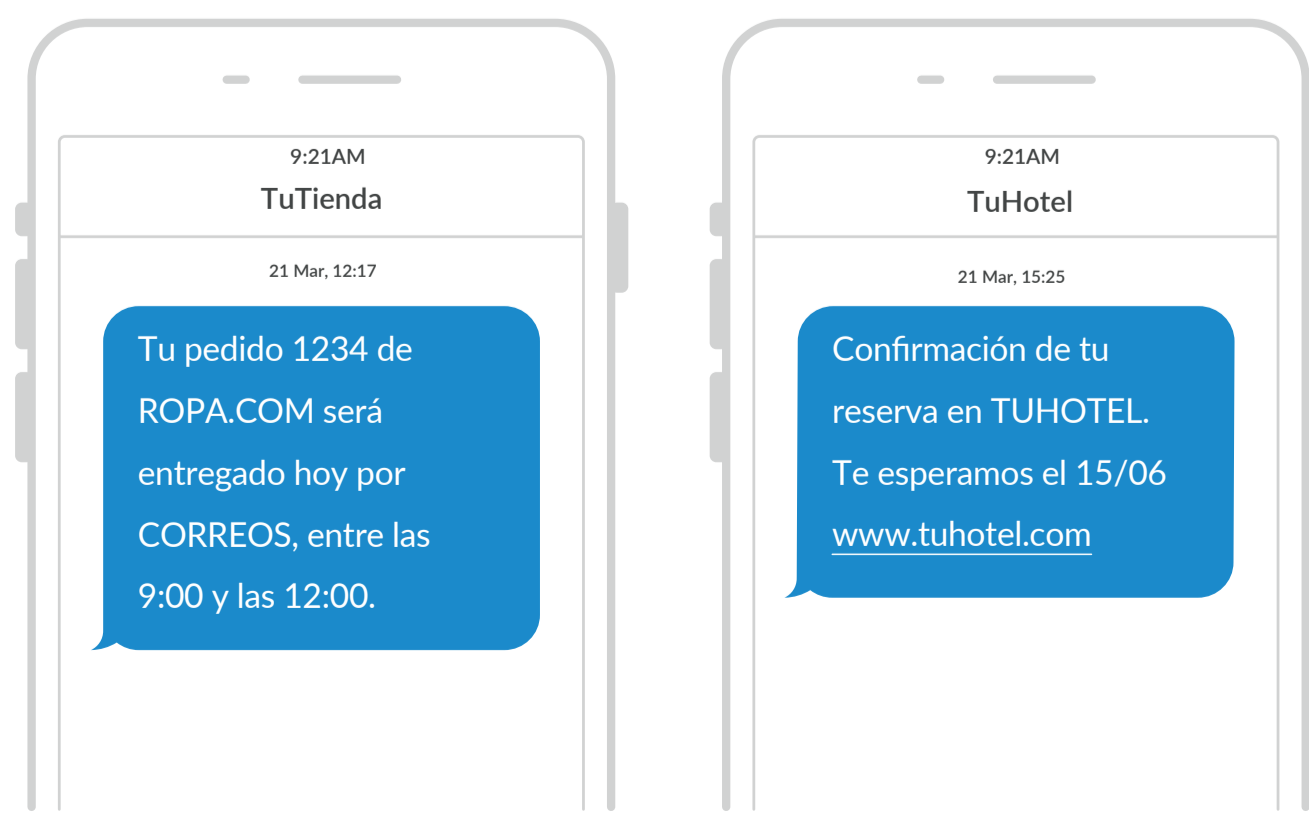 9:21AM
TuTienda
21 Mar, 12:17
Tu pedido 1234 de
ROPA.COM será
entregado hoy por
CORREOS, entre las
9:00 y las 12:00.
9:21AM
TuHotel
21 Mar, 15:25
Confirmación de tu
reserva en TUHOTEL.
Te esperamos el 15/06
www.tuhotel.com